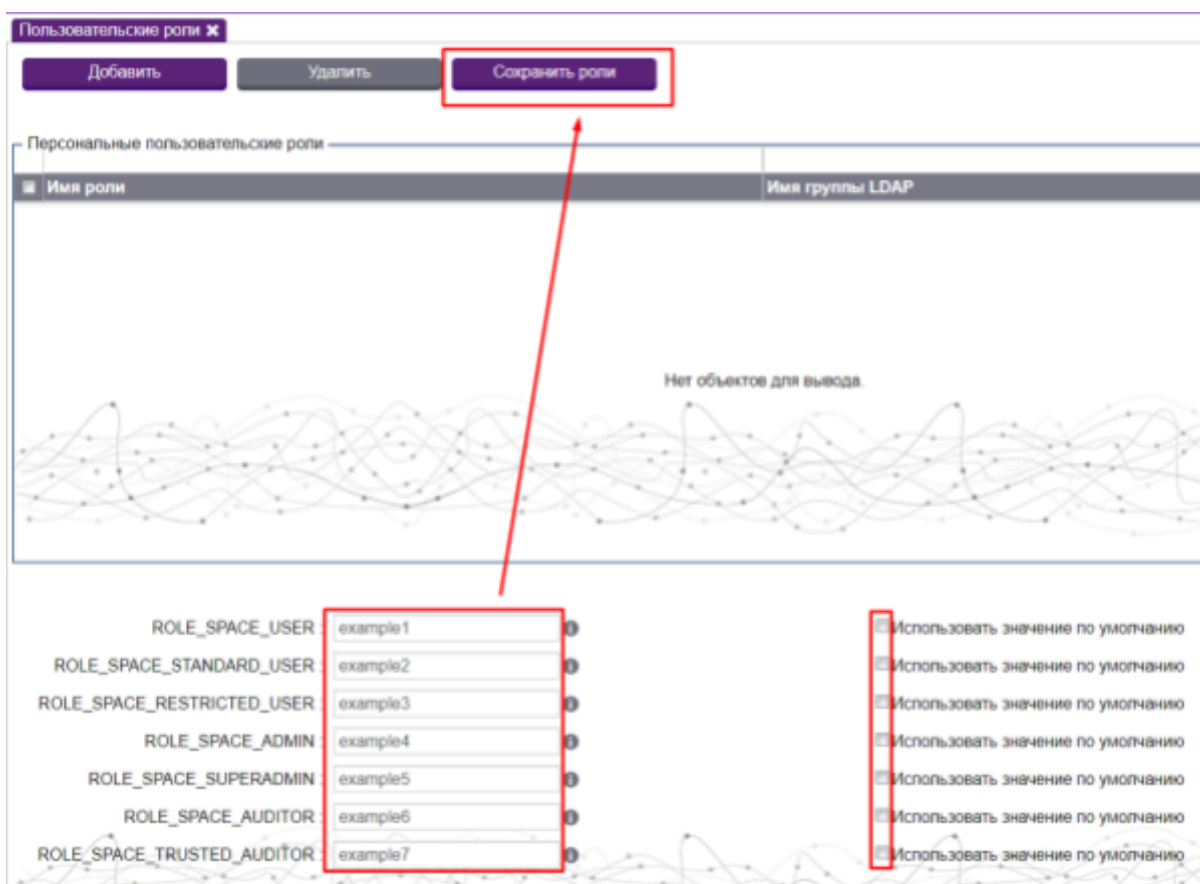 Пользовательские роли ✖
Добавить Удалить Сохранить роли
Персональные пользовательские роли
Имя роли Имя группы LDAP
Нет объектов для вывода.
ROLE_SPACE_USER : example1 Использовать значение по умолчанию
ROLE_SPACE_STANDARD_USER : example2 Использовать значение по умолчанию
ROLE_SPACE_RESTRICTED_USER : example3 Использовать значение по умолчанию
ROLE_SPACE_ADMIN : example4 Использовать значение по умолчанию
ROLE_SPACE_SUPERADMIN : example5 Использовать значение по умолчанию
ROLE_SPACE_AUDITOR : example6 Использовать значение по умолчанию
ROLE_SPACE_TRUSTED_AUDITOR : example7 Использовать значение по умолчанию